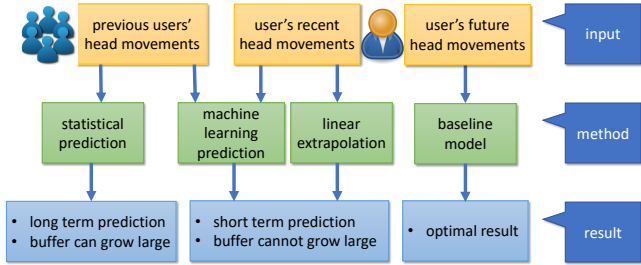 previous users'
head movements
user's recent
head movements
user's future
head movements
input
statistical
prediction
machine
learning
prediction
linear
extrapolation
baseline
model
method
• long term prediction
• buffer can grow large
• short term prediction
• buffer cannot grow large
• optimal result
result